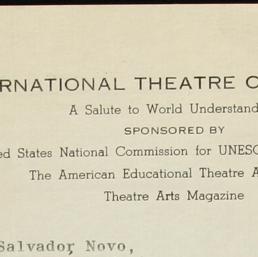 RNATIONAL THEATRE C
A Salute to World Understand
SPONSORED BY
ed States National Commission for UNESC
The American Educational Theatre A
Theatre Arts Magazine
Salvador Novo,